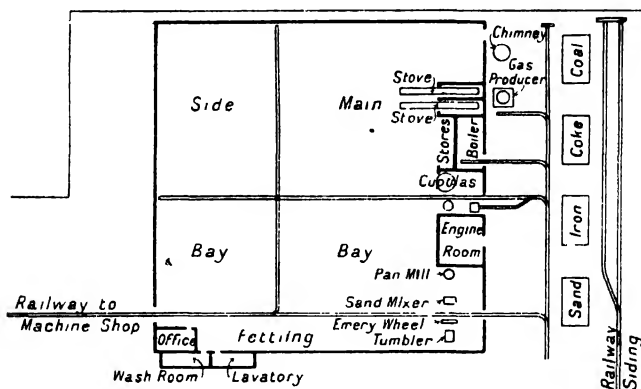 Chimney
Gas
Producer
Coal
Stove
Stove
Side
Main
Stores
Boiler
Coke
Cupolas
Engine
Room
Iron
Bay
Bay
Pan Mill
Railway to
Machine Shop
Sand Mixer
Sand
Emery Wheel
Tumbler
Office
Fettling
Wash Room
Lavatory
Railway
Siding